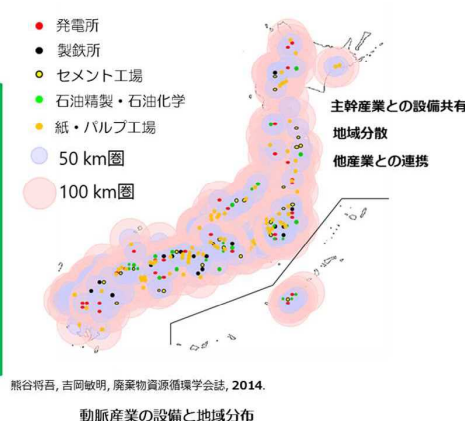 発電所
製鉄所
セメント工場
石油精製・石油化学
紙・パルプ工場
50 km圏
100 km圏
主幹産業との設備共有
地域分散
他産業との連携
熊谷将吾, 吉岡敏明, 廃棄物資源循環学会誌, 2014.
動脈産業の設備と地域分布